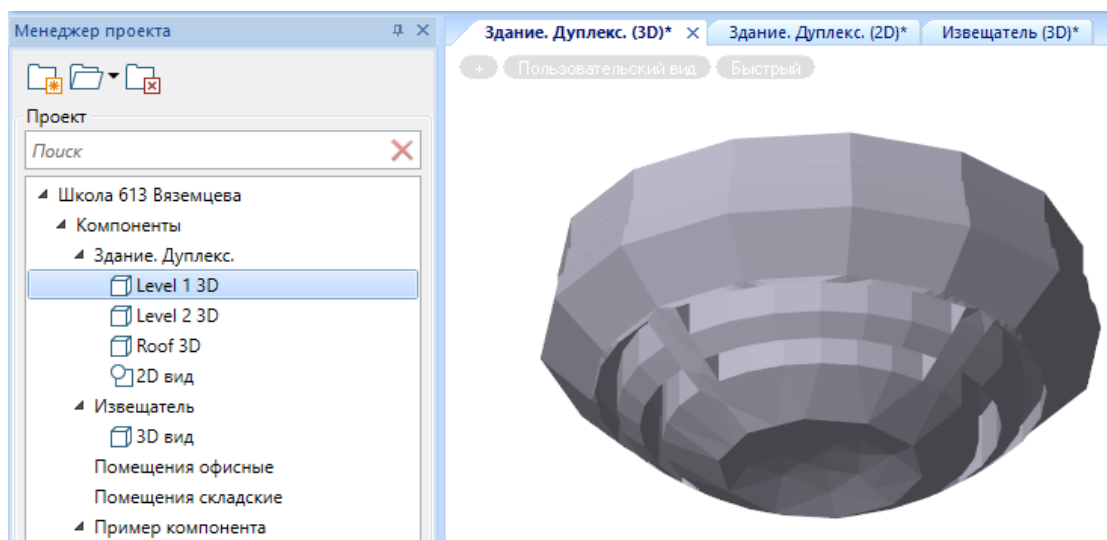 Менеджер проекта
Проект
Поиск
Школа 613 Вяземцева
Компоненты
Здание. Дуплекс.
Level 1 3D
Level 2 3D
Roof 3D
2D вид
Извещатель
3D вид
Помещения офисные
Помещения складские
Пример компонента
Здание. Дуплекс. (3D)* Здание. Дуплекс. (2D)* Извещатель (3D)*
+ Пользовательский вид Быстрый